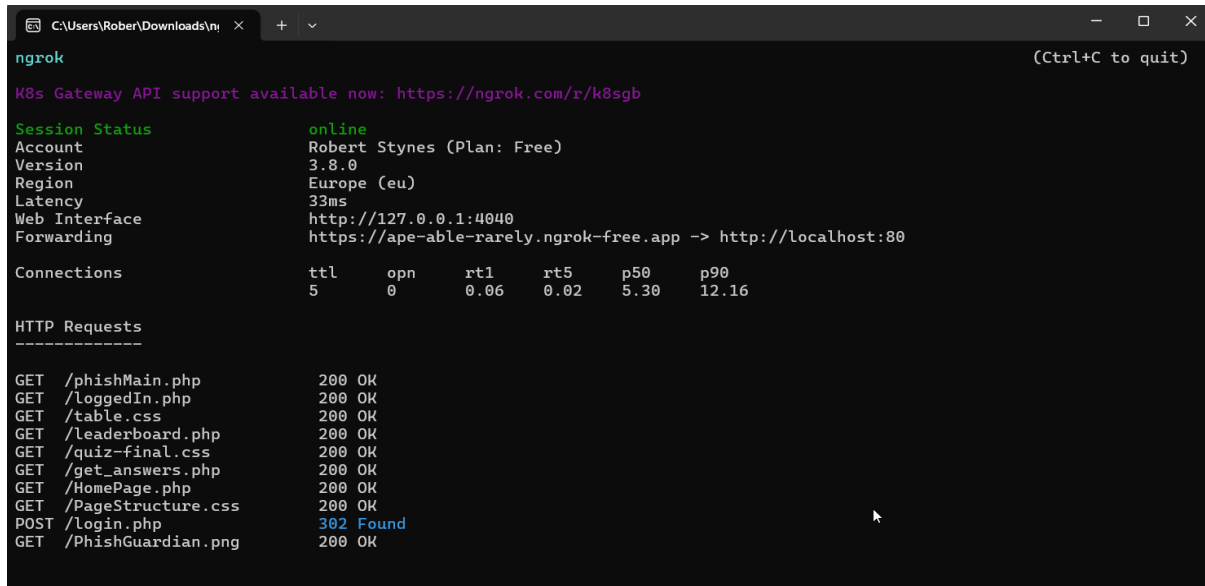 C:\Users\Rober\Downloads\ng
ngrok (Ctrl+C to quit)
K8s Gateway API support available now: https://ngrok.com/r/k8sgb
Session Status online
Account Robert Stynes (Plan: Free)
Version 3.8.0
Region Europe (eu)
Latency 33ms
Web Interface http://127.0.0.1:4040
Forwarding https://ape-able-rarely.ngrok-free.app -> http://localhost:80
Connections ttl opn rt1 rt5 p50 p90
5 0 0.06 0.02 5.30 12.16
HTTP Requests
-------------
GET /phishMain.php 200 OK
GET /loggedIn.php 200 OK
GET /table.css 200 OK
GET /leaderboard.php 200 OK
GET /quiz-final.css 200 OK
GET /get_answers.php 200 OK
GET /HomePage.php 200 OK
GET /PageStructure.css 200 OK
POST /login.php 302 Found
GET /PhishGuardian.png 200 OK